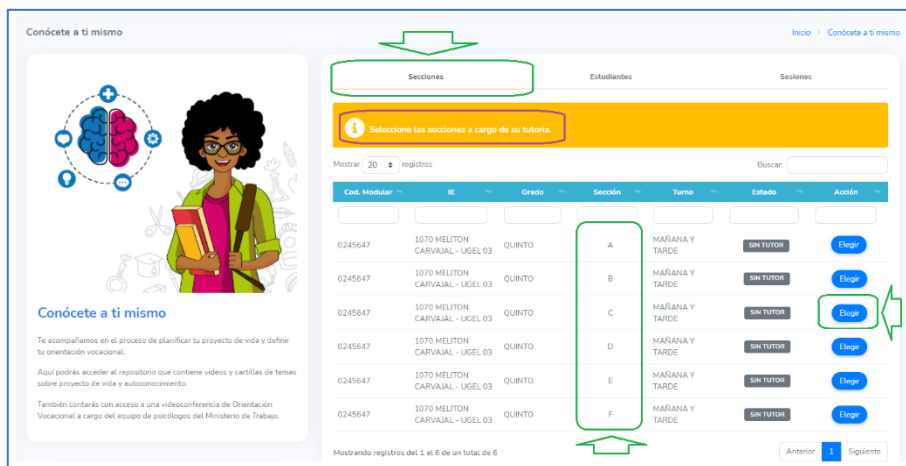 Conócete a ti mismo
Inicio > Conócete a ti mismo
Secciones Estudiantes Sesiones
Seleccione las secciones a cargo de su tutoria.
Mostrar 20 registros Buscar:
Cod. Modular IE Grado Sección Turno Estado Acción
0245647 1070 MELITON CARVAJAL - UGEL 03 QUINTO A MAÑANA Y TARDE SIN TUTOR Elegir
0245647 1070 MELITON CARVAJAL - UGEL 03 QUINTO B MAÑANA Y TARDE SIN TUTOR Elegir
0245647 1070 MELITON CARVAJAL - UGEL 03 QUINTO C MAÑANA Y TARDE SIN TUTOR Elegir
0245647 1070 MELITON CARVAJAL - UGEL 03 QUINTO D MAÑANA Y TARDE SIN TUTOR Elegir
0245647 1070 MELITON CARVAJAL - UGEL 03 QUINTO E MAÑANA Y TARDE SIN TUTOR Elegir
0245647 1070 MELITON CARVAJAL - UGEL 03 QUINTO F MAÑANA Y TARDE SIN TUTOR Elegir
Mostrando registros del 1 al 6 de un total de 6
Anterior 1 Siguiente
Conócete a ti mismo
Te acompañamos en el proceso de planificar tu proyecto de vida y definir
tu orientación vocacional.
Aquí podrás acceder al repositorio que contiene videos y cartillas de temas
sobre proyecto de vida y autoconocimiento.
También contarás con acceso a una videoconferencia de Orientación
Vocacional a cargo del equipo de psicólogos del Ministerio de Trabajo.